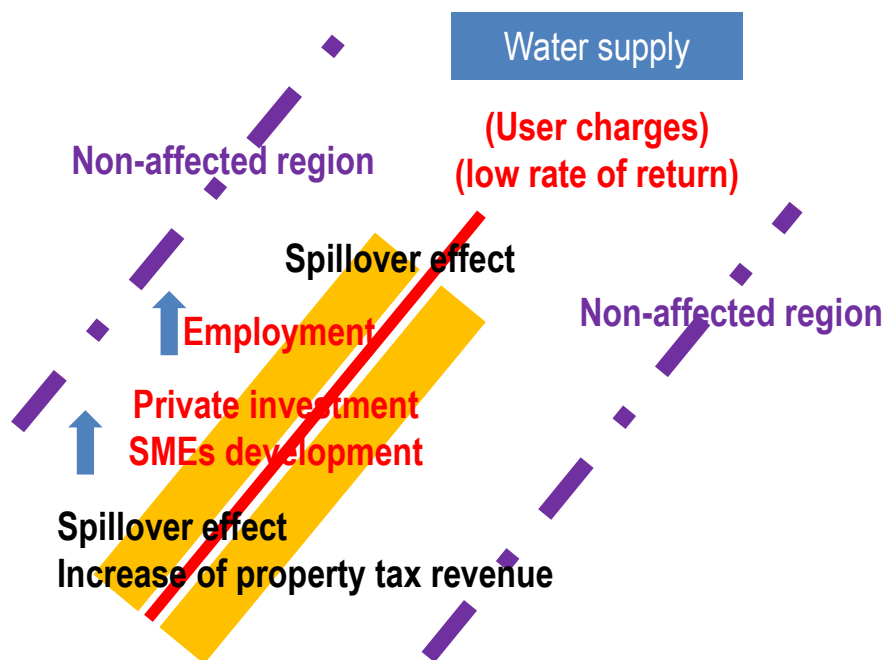 Water supply
(User charges)
(low rate of return)
Non-affected region
Spillover effect
Non-affected region
Employment
Private investment
SMEs development
Spillover effect
Increase of property tax revenue